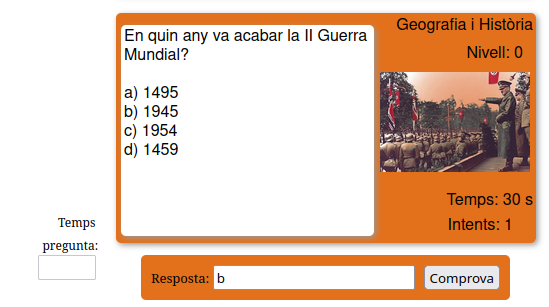 Geografia i Història
En quin any va acabar la II Guerra
Mundial?
Nivell: 0
a) 1495
b) 1945
c) 1954
d) 1459
Temps: 30 s
Intents: 1
Temps
pregunta:
Resposta: b Comprova